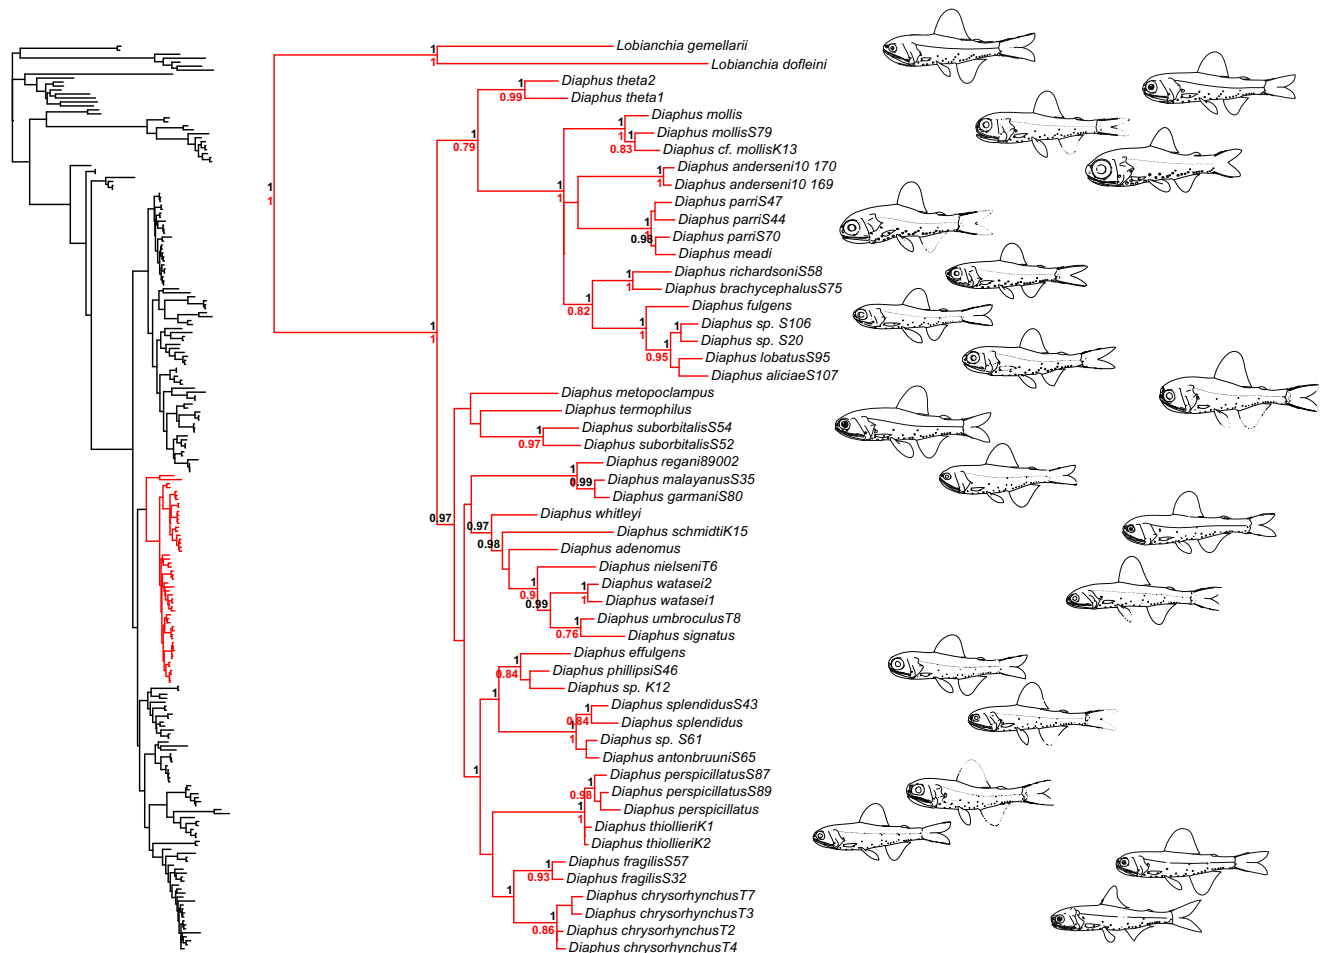 Lobianchia gemellarii
1
1
Lobianchia dofleini
Diaphus theta2
1
0.99
Diaphus theta1
Diaphus mollis
1
1
1
Diaphus mollisS79
0.83
Diaphus cf. mollisK13
1
0.79
Diaphus anderseni10 170
1
1
Diaphus anderseni10 169
1
1
1
1
Diaphus parriS47
Diaphus parriS44
1
0.98
Diaphus parriS70
Diaphus meadi
Diaphus richardsoniS58
1
1
Diaphus brachycephalusS75
1
0.82
Diaphus fulgens
1
1
Diaphus sp. S106
1
Diaphus sp. S20
1
0.95
Diaphus lobatusS95
Diaphus aliciaeS107
1
1
Diaphus metopoclampus
Diaphus termophilus
Diaphus suborbitalisS54
1
0.97
Diaphus suborbitalisS52
Diaphus regani89002
1
0.99
Diaphus malayanusS35
Diaphus garmaniS80
0.97
Diaphus whitleyi
0.97
Diaphus schmidtiK15
0.98
Diaphus adenomus
Diaphus nielseniT6
1
0.9
Diaphus watasei2
1
1
Diaphus watasei1
0.99
Diaphus umbroculusT8
1
0.76
Diaphus signatus
Diaphus effulgens
1
0.84
Diaphus phillipsiS46
Diaphus sp. K12
1
Diaphus splendidusS43
1
0.84
Diaphus splendidus
1
1
Diaphus sp. S61
Diaphus antonbruuniS65
1
Diaphus perspicillatusS87
1
0.98
Diaphus perspicillatusS89
1
1
Diaphus perspicillatus
Diaphus thiollieriK1
Diaphus thiollieriK2
Diaphus fragilisS57
1
0.93
Diaphus fragilisS32
1
Diaphus chrysorhynchusT7
Diaphus chrysorhynchusT3
1
0.86
Diaphus chrysorhynchusT2
Diaphus chrysorhynchusT4